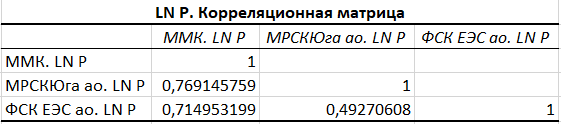 LN P. Корреляционная матрица
ММК. LN P МРСКЮга ао. LN P ФСК ЕЭС ао. LN P
ММК. LN P 1
МРСКЮга ао. LN P 0,769145759 1
ФСК ЕЭС ао. LN P 0,714953199 0,49270608 1